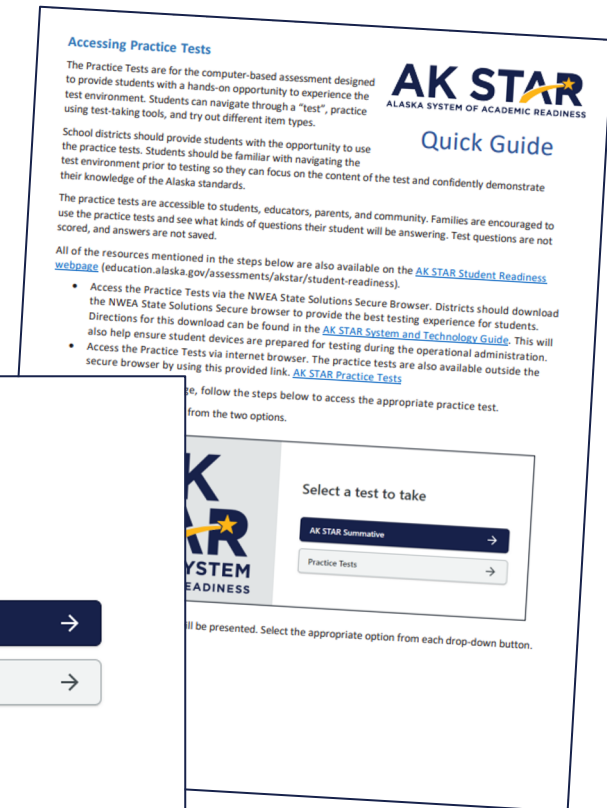 Accessing Practice Tests
The Practice Tests are for the computer-based assessment designed
to provide students with a hands-on opportunity to experience the
test environment. Students can navigate through a “test”, practice
using test-taking tools, and try out different item types.
AK STAR
ALASKA SYSTEM OF ACADEMIC READINESS
Quick Guide
School districts should provide students with the opportunity to use
the practice tests. Students should be familiar with navigating the
test environment prior to testing so they can focus on the content of the test and confidently demonstrate
their knowledge of the Alaska standards.
The practice tests are accessible to students, educators, parents, and community. Families are encouraged to
use the practice tests and see what kinds of questions their student will be answering. Test questions are not
scored, and answers are not saved.
All of the resources mentioned in the steps below are also available on the AK STAR Student Readiness
webpage (education.alaska.gov/assessments/akstar/student-readiness).
• Access the Practice Tests via the NWEA State Solutions Secure Browser. Districts should download
the NWEA State Solutions Secure browser to provide the best testing experience for students.
Directions for this download can be found in the AK STAR System and Technology Guide. This will
also help ensure student devices are prepared for testing during the operational administration.
• Access the Practice Tests via internet browser. The practice tests are also available outside the
secure browser by using this provided link. AK STAR Practice Tests
ge, follow the steps below to access the appropriate practice test.
from the two options.
K
AR
YSTEM
EADINESS
Select a test to take
AK STAR Summative
Practice Tests
ill be presented. Select the appropriate option from each drop-down button.